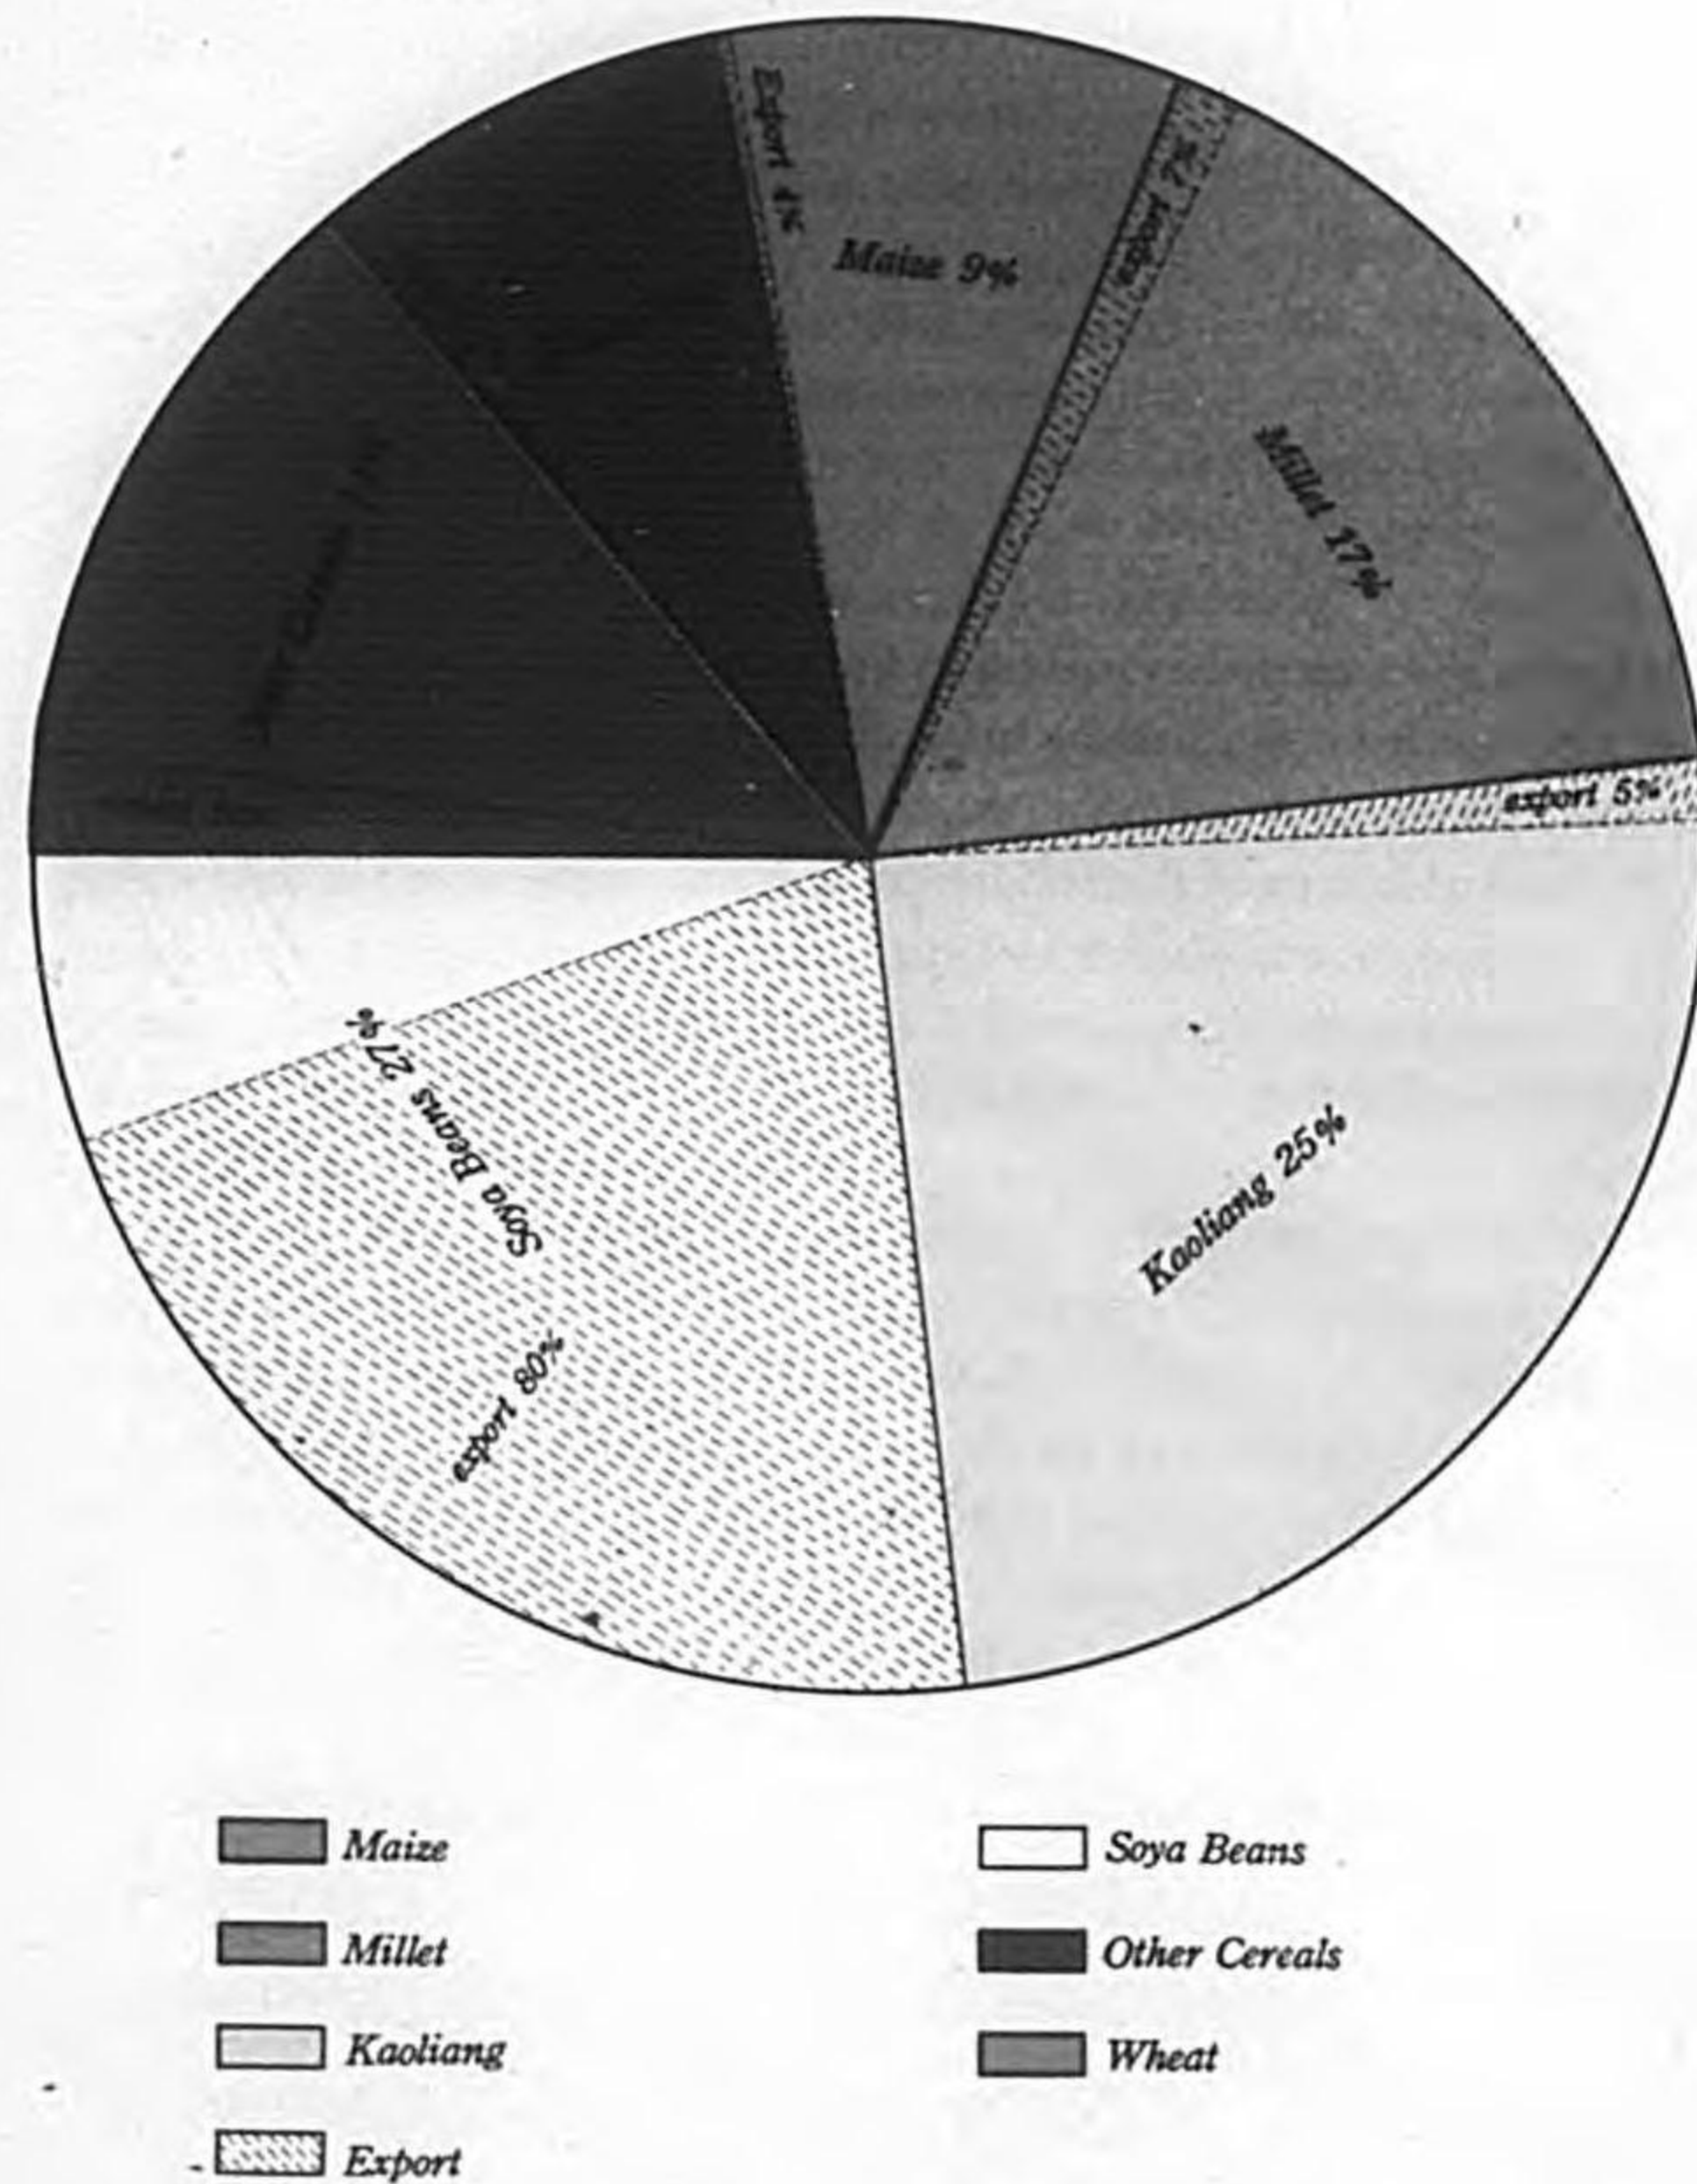 Export 4%
Maize 9%
export 7%
Millet 17%
export 5%
Kaoliang 25%
Soya Beans 27%
export 80%
Maize
Millet
Kaoliang
Export
Soya Beans
Other Cereals
Wheat